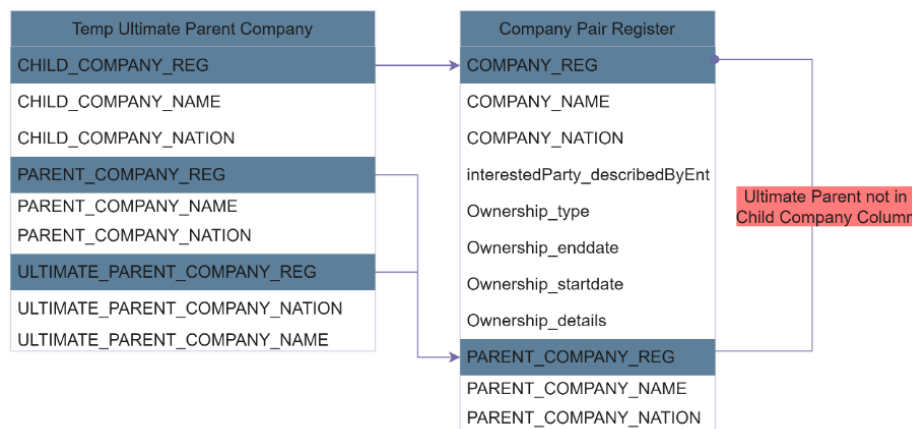 Temp Ultimate Parent Company
CHILD_COMPANY_REG
CHILD_COMPANY_NAME
CHILD_COMPANY_NATION
PARENT_COMPANY_REG
PARENT_COMPANY_NAME
PARENT_COMPANY_NATION
ULTIMATE_PARENT_COMPANY_REG
ULTIMATE_PARENT_COMPANY_NATION
ULTIMATE_PARENT_COMPANY_NAME
Company Pair Register
COMPANY_REG
COMPANY_NAME
COMPANY_NATION
interestedParty_describedByEnt
Ownership_type
Ownership_enddate
Ownership_startdate
Ownership_details
PARENT_COMPANY_REG
PARENT_COMPANY_NAME
PARENT_COMPANY_NATION
Ultimate Parent not in
Child Company Column